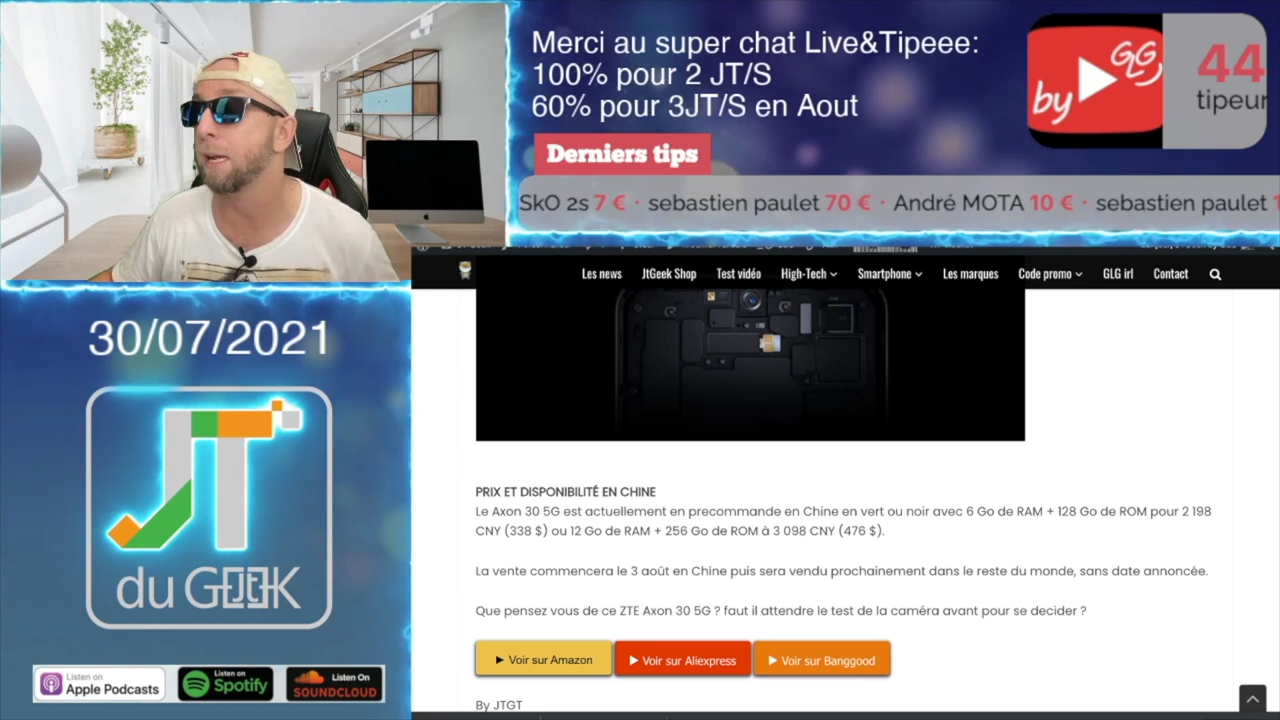 Merci au super chat Live&Tipeee:
100% pour 2 JT/S
60% pour 3JT/S en Aout
by GLG
44
tipeur
Derniers tips
SkO 2s 7 € · sebastien paulet 70 € · André MOTA 10 € · sebastien paulet
Les news JtGeek Shop Test vidéo High-Tech Smartphone Les marques Code promo GLG irl Contact
30/07/2021
JT
du GEEK
Jt
Listen on
Apple Podcasts
Listen on
Spotify
Listen On
SOUNDCLOUD
PRIX ET DISPONIBILITÉ EN CHINE
Le Axon 30 5G est actuellement en precommande en Chine en vert ou noir avec 6 Go de RAM + 128 Go de ROM pour 2 198
CNY (338 $) ou 12 Go de RAM + 256 Go de ROM à 3 098 CNY (476 $).
La vente commencera le 3 août en Chine puis sera vendu prochainement dans le reste du monde, sans date annoncée.
Que pensez vous de ce ZTE Axon 30 5G ? faut il attendre le test de la caméra avant pour se decider ?
Voir sur Amazon
Voir sur Aliexpress
Voir sur Banggood
By JTGT